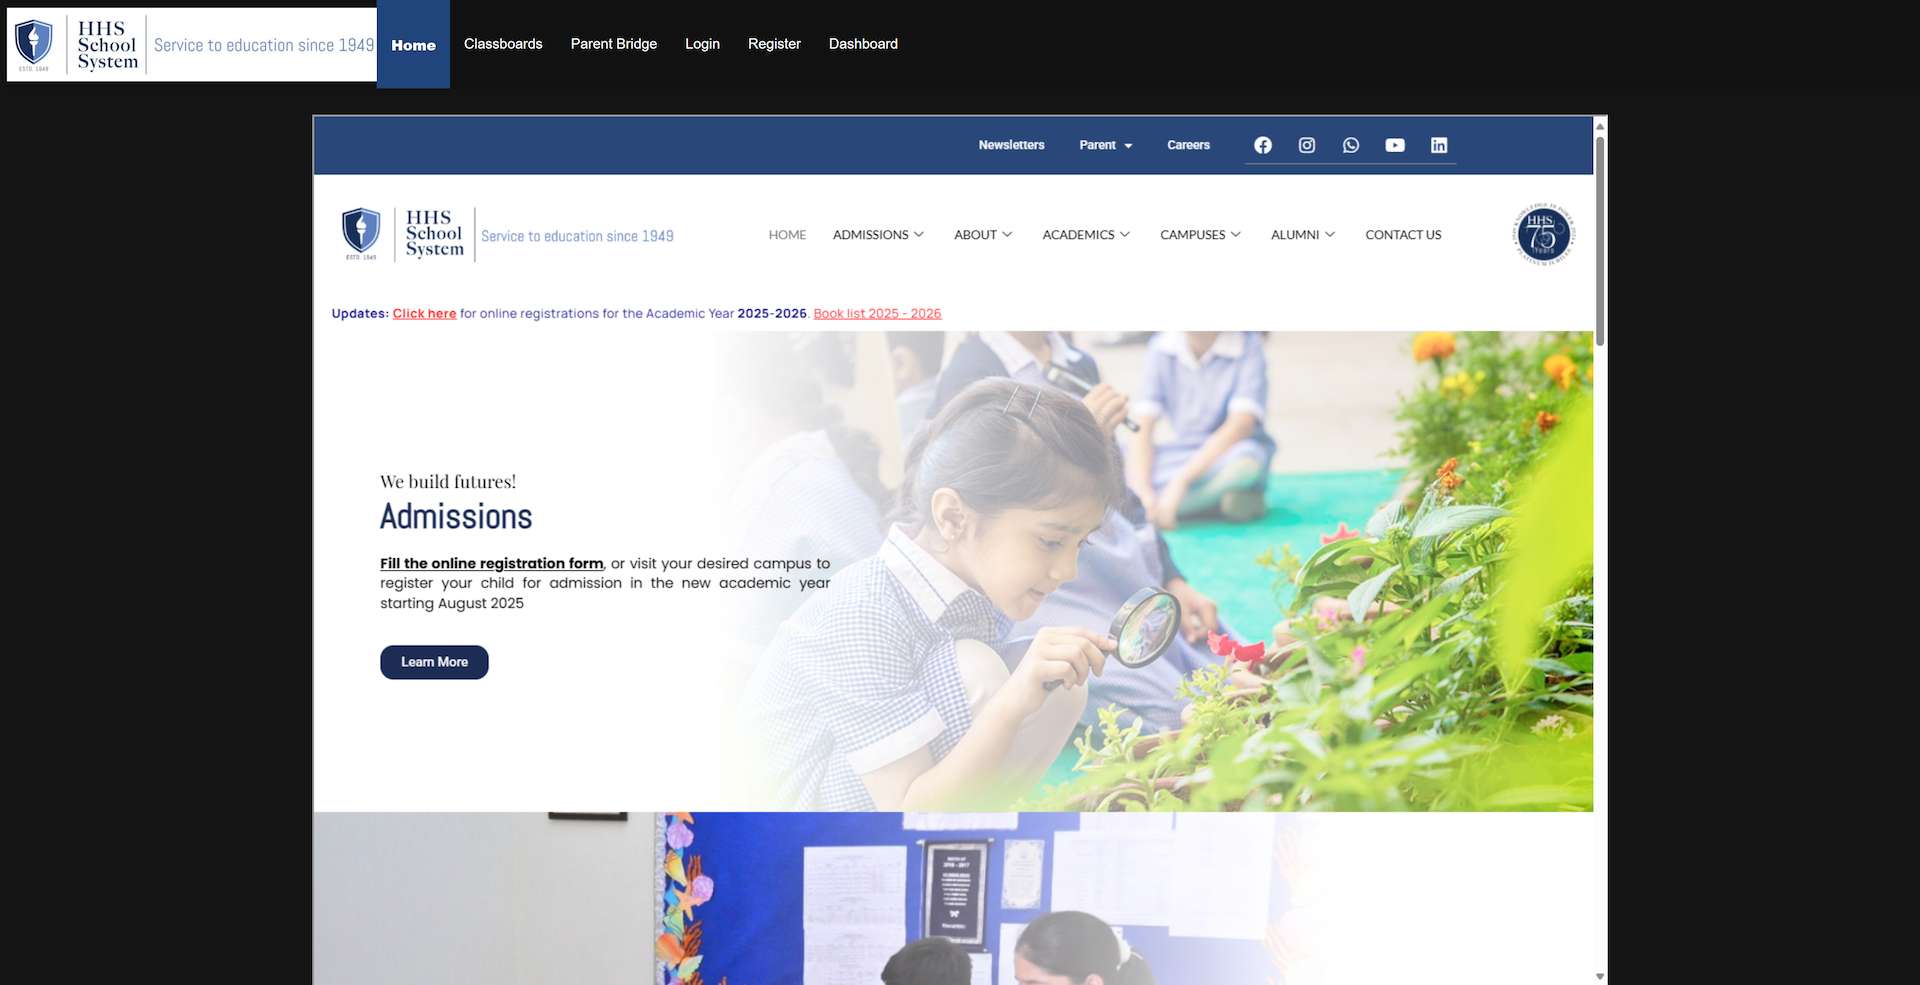 HHS
School
System
Service to education since 1949
ESTD. 1949
Home
Classboards
Parent Bridge
Login
Register
Dashboard
Newsletters
Parent
Careers
HHS
School
System
Service to education since 1949
ESTD. 1949
HOME
ADMISSIONS
ABOUT
ACADEMICS
CAMPUSES
ALUMNI
CONTACT US
HHS
75
Years
Updates: Click here for online registrations for the Academic Year 2025-2026. Book list 2025 - 2026
We build futures!
Admissions
Fill the online registration form, or visit your desired campus to
register your child for admission in the new academic year
starting August 2025
Learn More